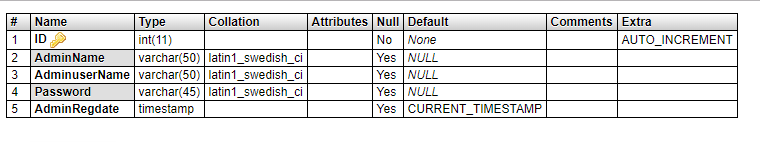 # Name Type Collation Attributes Null Default Comments Extra
1 ID int(11) No None AUTO_INCREMENT
2 AdminName varchar(50) latin1_swedish_ci Yes NULL
3 AdminuserName varchar(50) latin1_swedish_ci Yes NULL
4 Password varchar(45) latin1_swedish_ci Yes NULL
5 AdminRegdate timestamp Yes CURRENT_TIMESTAMP